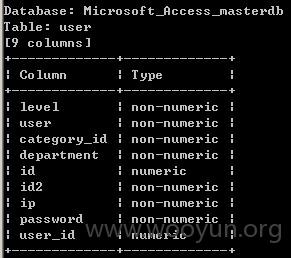 Database: Microsoft_Access_masterdb
Table: user
[9 columns]
+-------------+-------------+
| Column | Type |
+-------------+-------------+
| level | non-numeric |
| user | non-numeric |
| category_id | non-numeric |
| department | non-numeric |
| id | numeric |
| id2 | non-numeric |
| ip | non-numeric |
| password | non-numeric |
| user_id | numeric |
+-------------+-------------+
www.wooyun.org